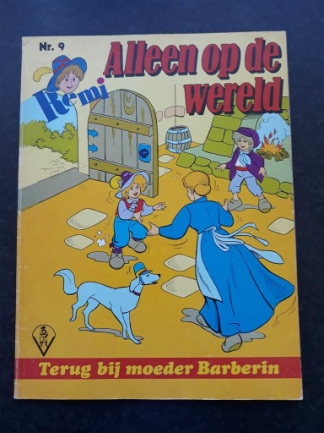 Nr. 9
Alleen op de
wereld
Remi
Terug bij moeder Barberin